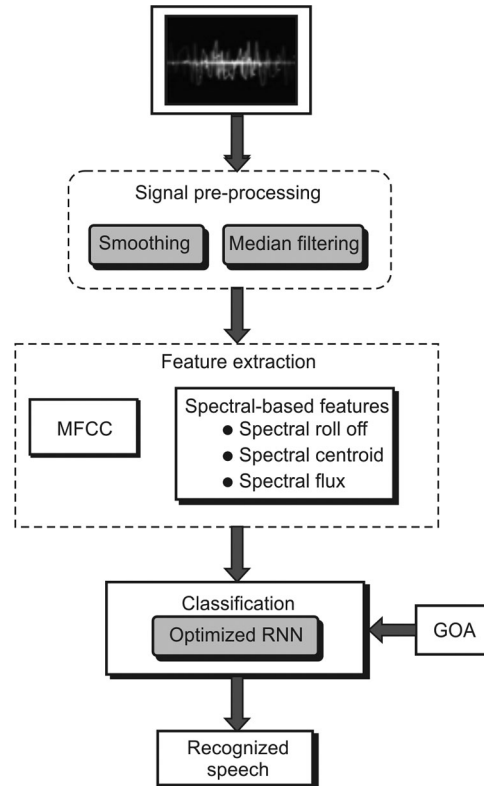 Signal pre-processing
Smoothing
Median filtering
Feature extraction
MFCC
Spectral-based features
● Spectral roll off
● Spectral centroid
● Spectral flux
Classification
Optimized RNN
GOA
Recognized
speech